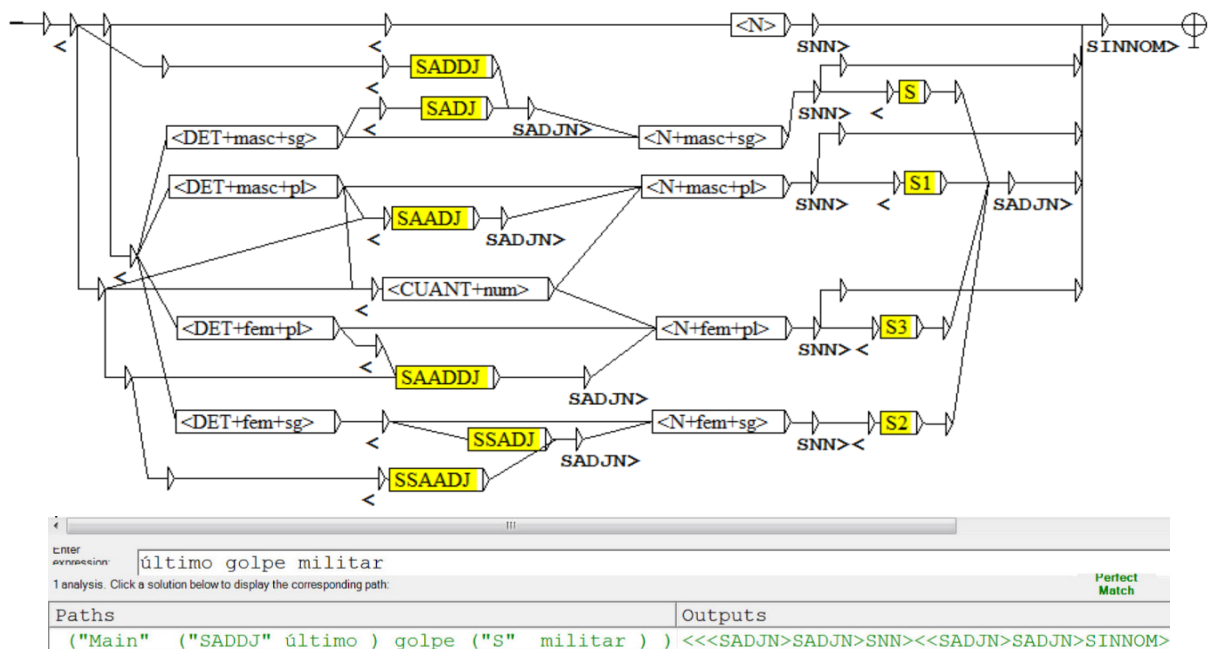 <N>
< < SNN> SINNOM>
SADDJ
<
SADJ S
< SADJN> SNN> <
<DET+masc+sg> <N+masc+sg>
<DET+masc+pl> <N+masc+pl> S1
SNN> < SADJN>
SAADJ
< SADJN>
<
<CUANT+num>
<
<DET+fem+pl> <N+fem+pl> S3
SNN> <
<
SAADDJ
SADJN>
<DET+fem+sg> <N+fem+sg> S2
< SSADJ SNN> <
SADJN>
SSAADJ
<
Enter
expression: último golpe militar
1 analysis. Click a solution below to display the corresponding path:
Perfect
Match
Paths Outputs
("Main" ("SADDJ" último ) golpe ("S" militar ) ) <<<SADJN>SADJN>SNN><<SADJN>SADJN>SINNOM>